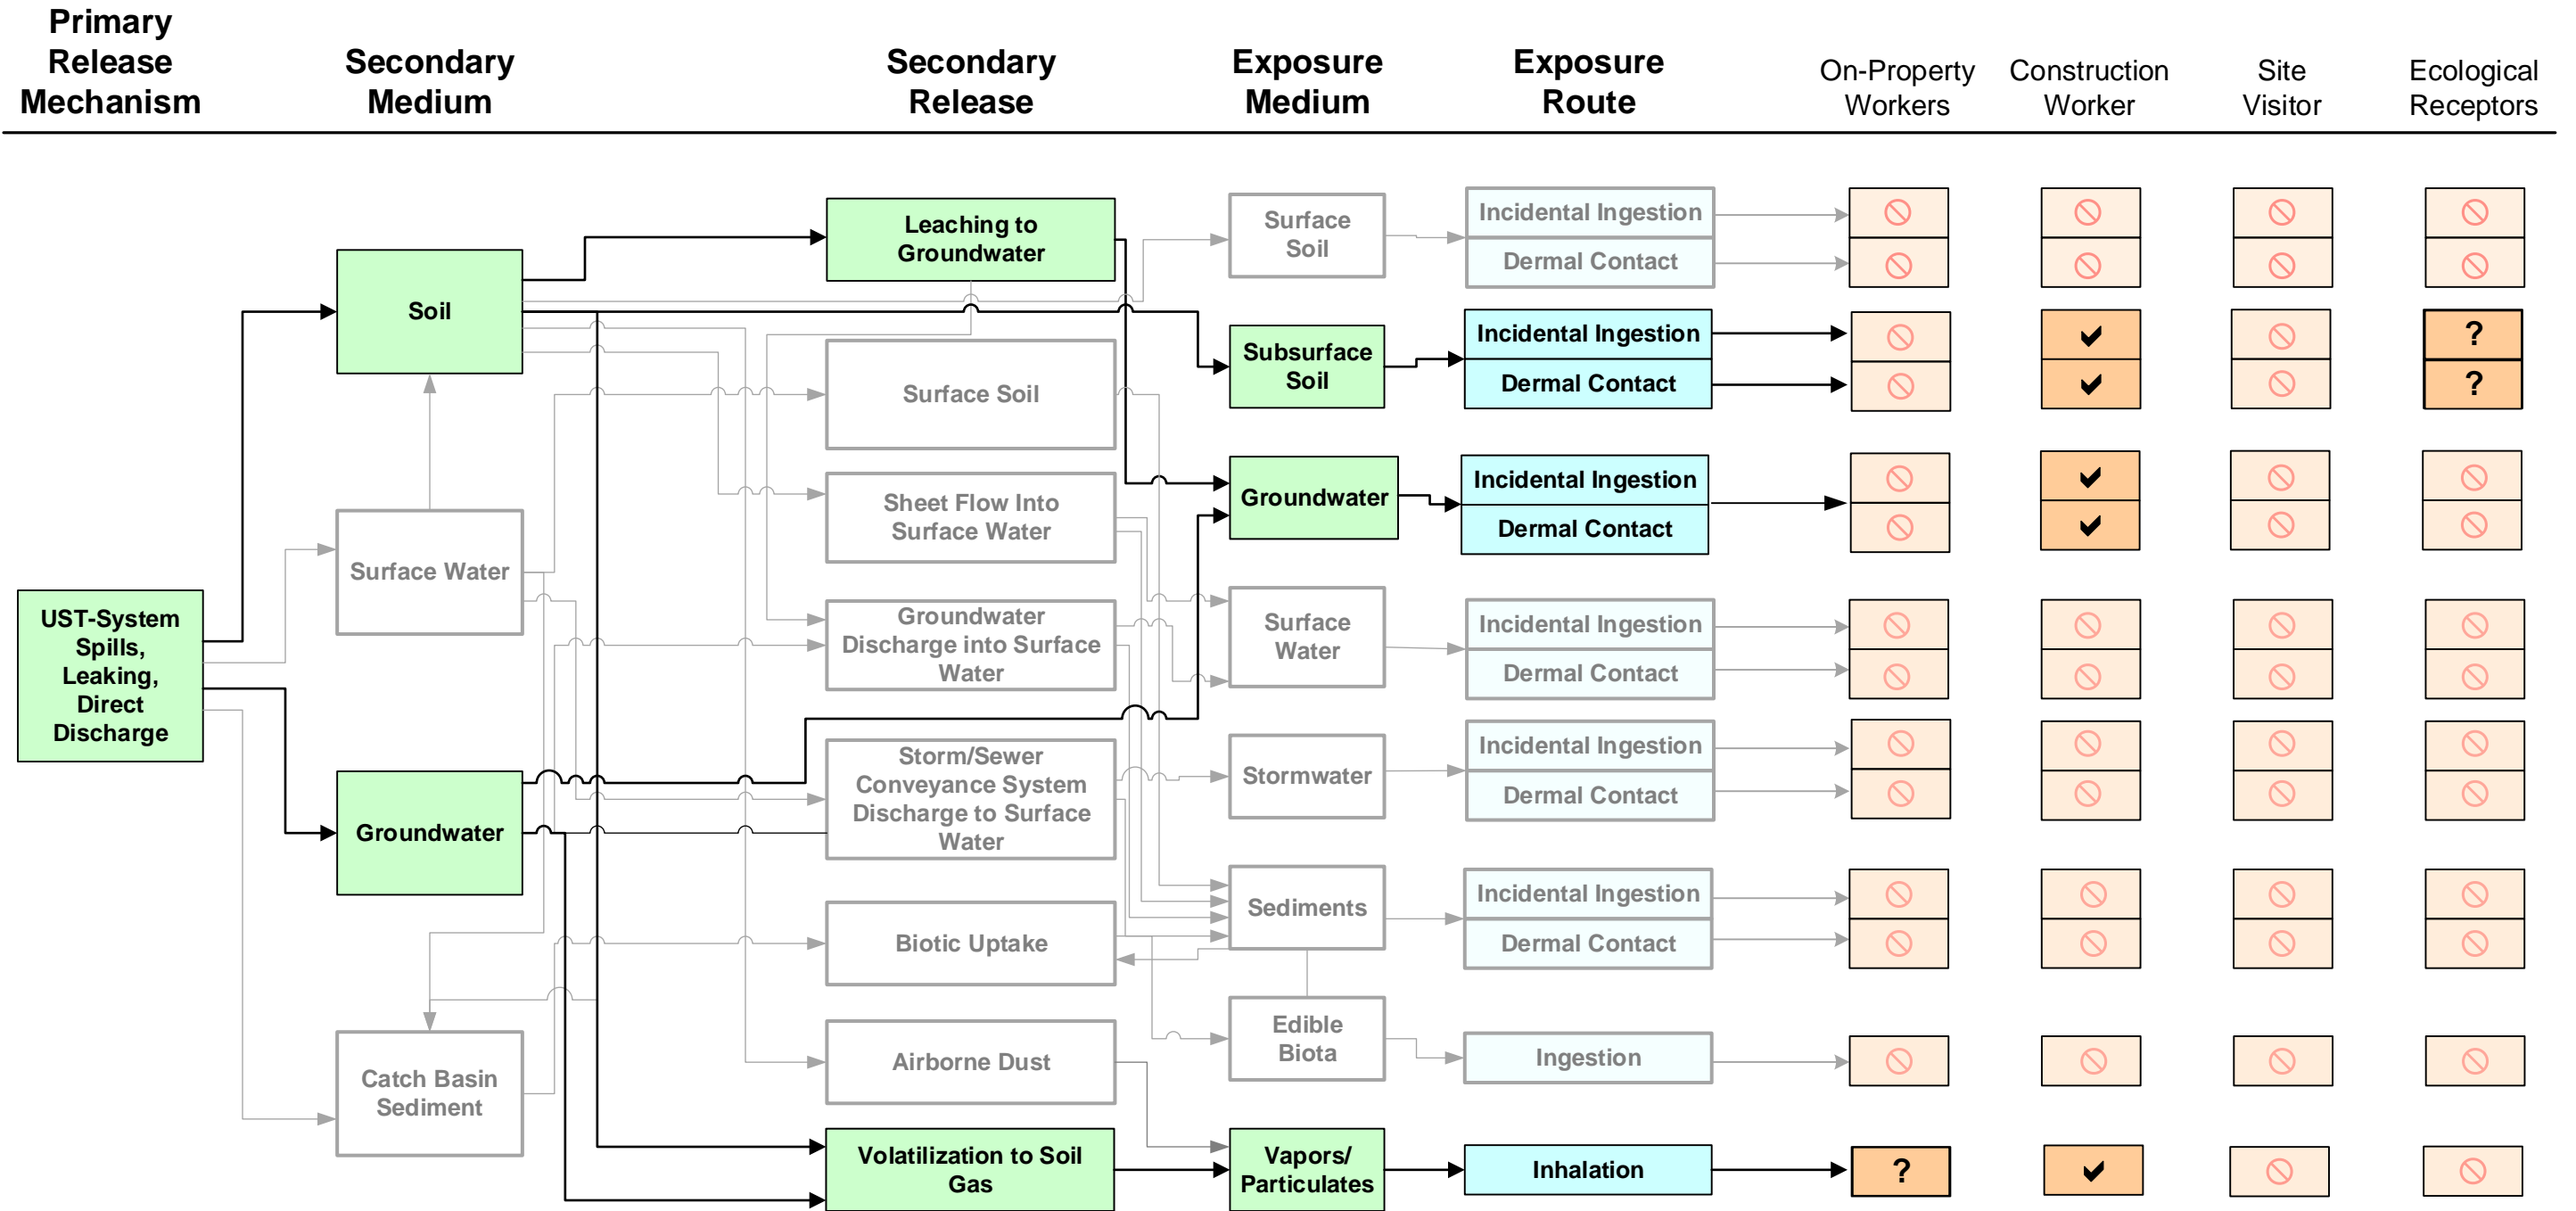 Primary
Release
Mechanism
Secondary
Medium
Secondary
Release
Exposure
Medium
Exposure
Route
On-Property
Workers
Construction
Worker
Site
Visitor
Ecological
Receptors
UST-System
Spills,
Leaking,
Direct
Discharge
Soil
Surface Water
Groundwater
Catch Basin
Sediment
Leaching to
Groundwater
Surface Soil
Sheet Flow Into
Surface Water
Groundwater
Discharge into Surface
Water
Storm/Sewer
Conveyance System
Discharge to Surface
Water
Biotic Uptake
Airborne Dust
Volatilization to Soil
Gas
Surface
Soil
Subsurface
Soil
Groundwater
Surface
Water
Stormwater
Sediments
Edible
Biota
Vapors/
Particulates
Incidental Ingestion
Dermal Contact
Incidental Ingestion
Dermal Contact
Incidental Ingestion
Dermal Contact
Incidental Ingestion
Dermal Contact
Incidental Ingestion
Dermal Contact
Incidental Ingestion
Dermal Contact
Ingestion
Inhalation
?
?
?